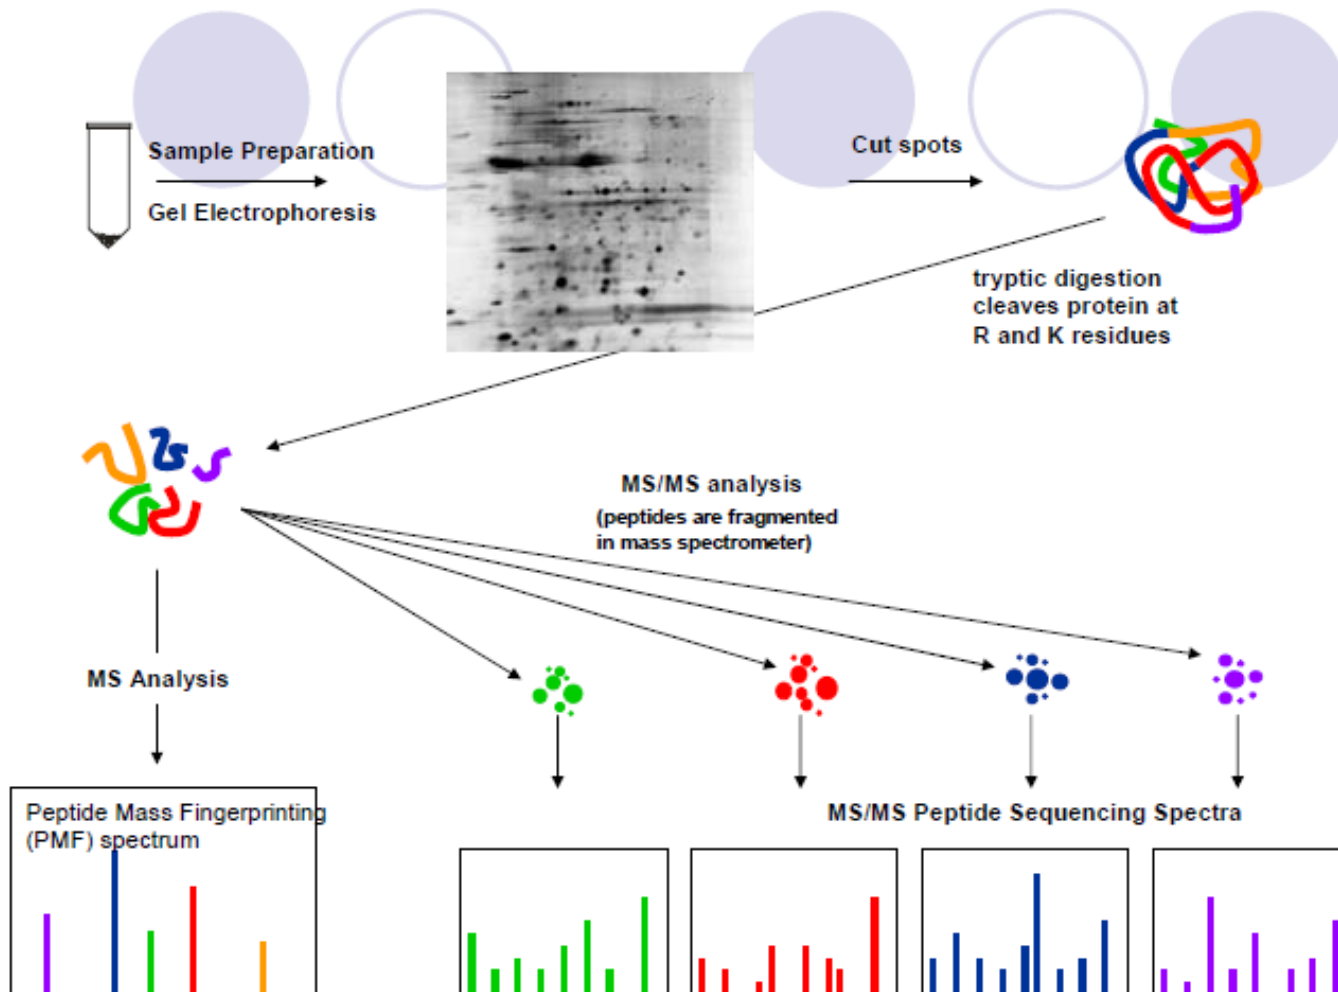 Sample Preparation
Gel Electrophoresis
Cut spots
tryptic digestion
cleaves protein at
R and K residues
MS/MS analysis
(peptides are fragmented
in mass spectrometer)
MS Analysis
Peptide Mass Fingerprinting
(PMF) spectrum
MS/MS Peptide Sequencing Spectra